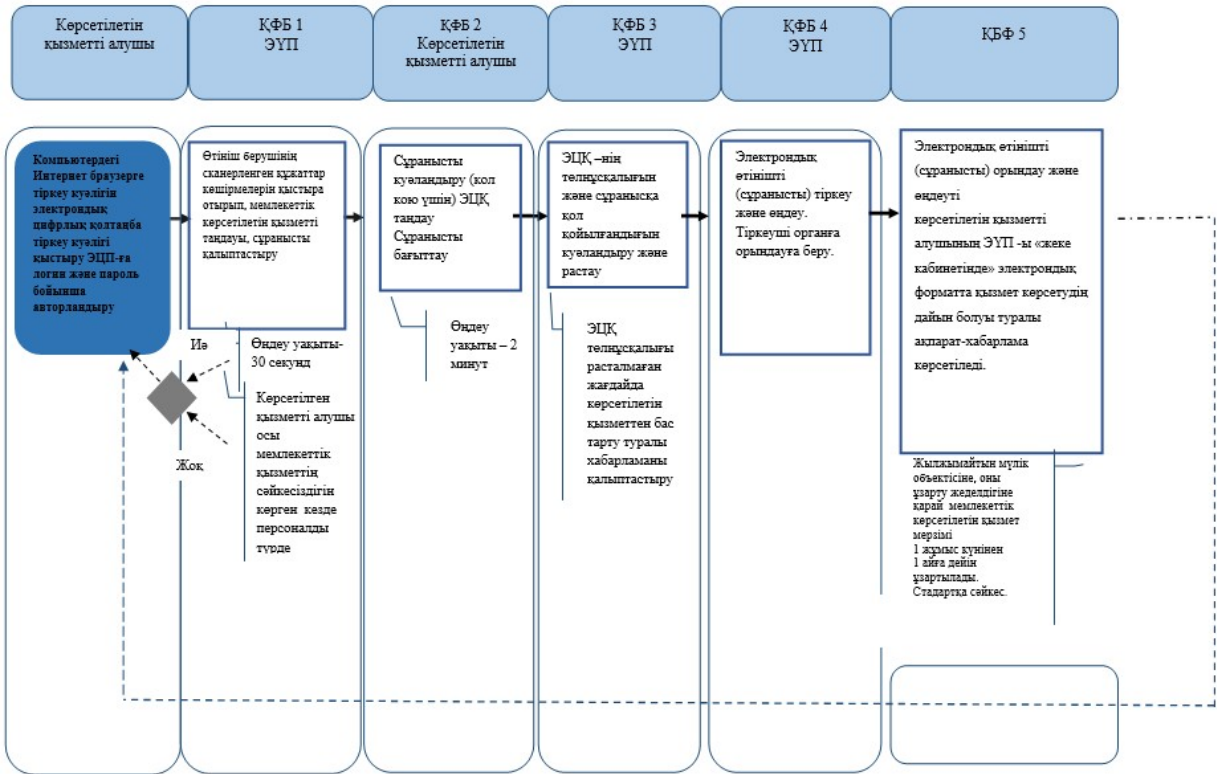 Көрсетілетін
қызметті алушы
ҚФБ 1
ЭҮП
ҚФБ 2
Көрсетілетін
қызметті алушы
ҚФБ 3
ЭҮП
ҚФБ 4
ЭҮП
ҚБФ 5
Компьютердегі
Интернет браузерге
тіркеу куәлігін
электрондық
цифрлық қолтаңба
тіркеу куәлігі
қыстыру ЭЦП-ға
логин және пароль
бойынша
авторландыру
Өтініш берушінің
сканерленген құжаттар
көшірмелерін қыстыра
отырып, мемлекеттік
көрсетілетін қызметті
таңдауы, сұранысты
қалыптастыру
Сұранысты
куәландыру (қол
қою үшін) ЭЦҚ
таңдау
Сұранысты
бағыттау
ЭЦҚ –нің
төлнұсқалығын
және сұранысқа
қол
қойылғандығын
куәландыру және
растау
Электрондық
өтінішті
(сұранысты) тіркеу
және өңдеу.
Тіркеуші органға
орындауға беру.
Электрондық өтінішті
(сұранысты) орындау және
өңдеуті
көрсетілетін қызметті
алушының ЭҮП -ы «жеке
кабинетінде» электрондық
форматта қызмет көрсетудің
дайын болуы туралы
ақпарат-хабарлама
көрсетіледі.
Иә
Жоқ
Өңдеу уақыты-
30 секунд
Көрсетілген
қызметті алушы
осы
мемлекеттік
қызметтің
сәйкесіздігін
көрген кезде
персоналды
түрде
Өңдеу
уақыты – 2
минут
ЭЦҚ
төлнұсқалығы
расталмаған
жағдайда
көрсетілетін
қызметтен бас
тарту туралы
хабарламаны
қалыптастыру
Жылжымайтын мүлік
объектісіне, оны
ұзарту жеделдігіне
қарай мемлекеттік
көрсетілетін қызмет
мерзімі
1 жұмыс күнінен
1 айға дейін
ұзартылады.
Стадартқа сәйкес.